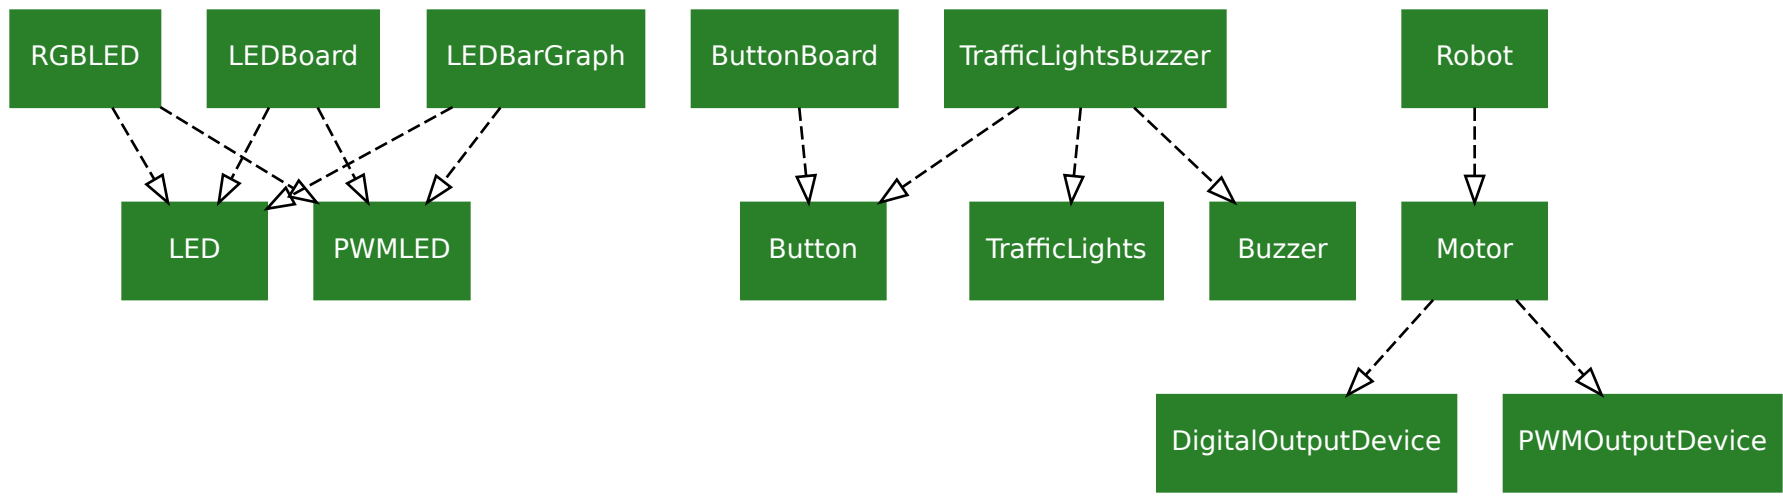 RGBLED
LEDBoard
LEDBarGraph
ButtonBoard
TrafficLightsBuzzer
Robot
LED
PWMLED
Button
TrafficLights
Buzzer
Motor
DigitalOutputDevice
PWMOutputDevice